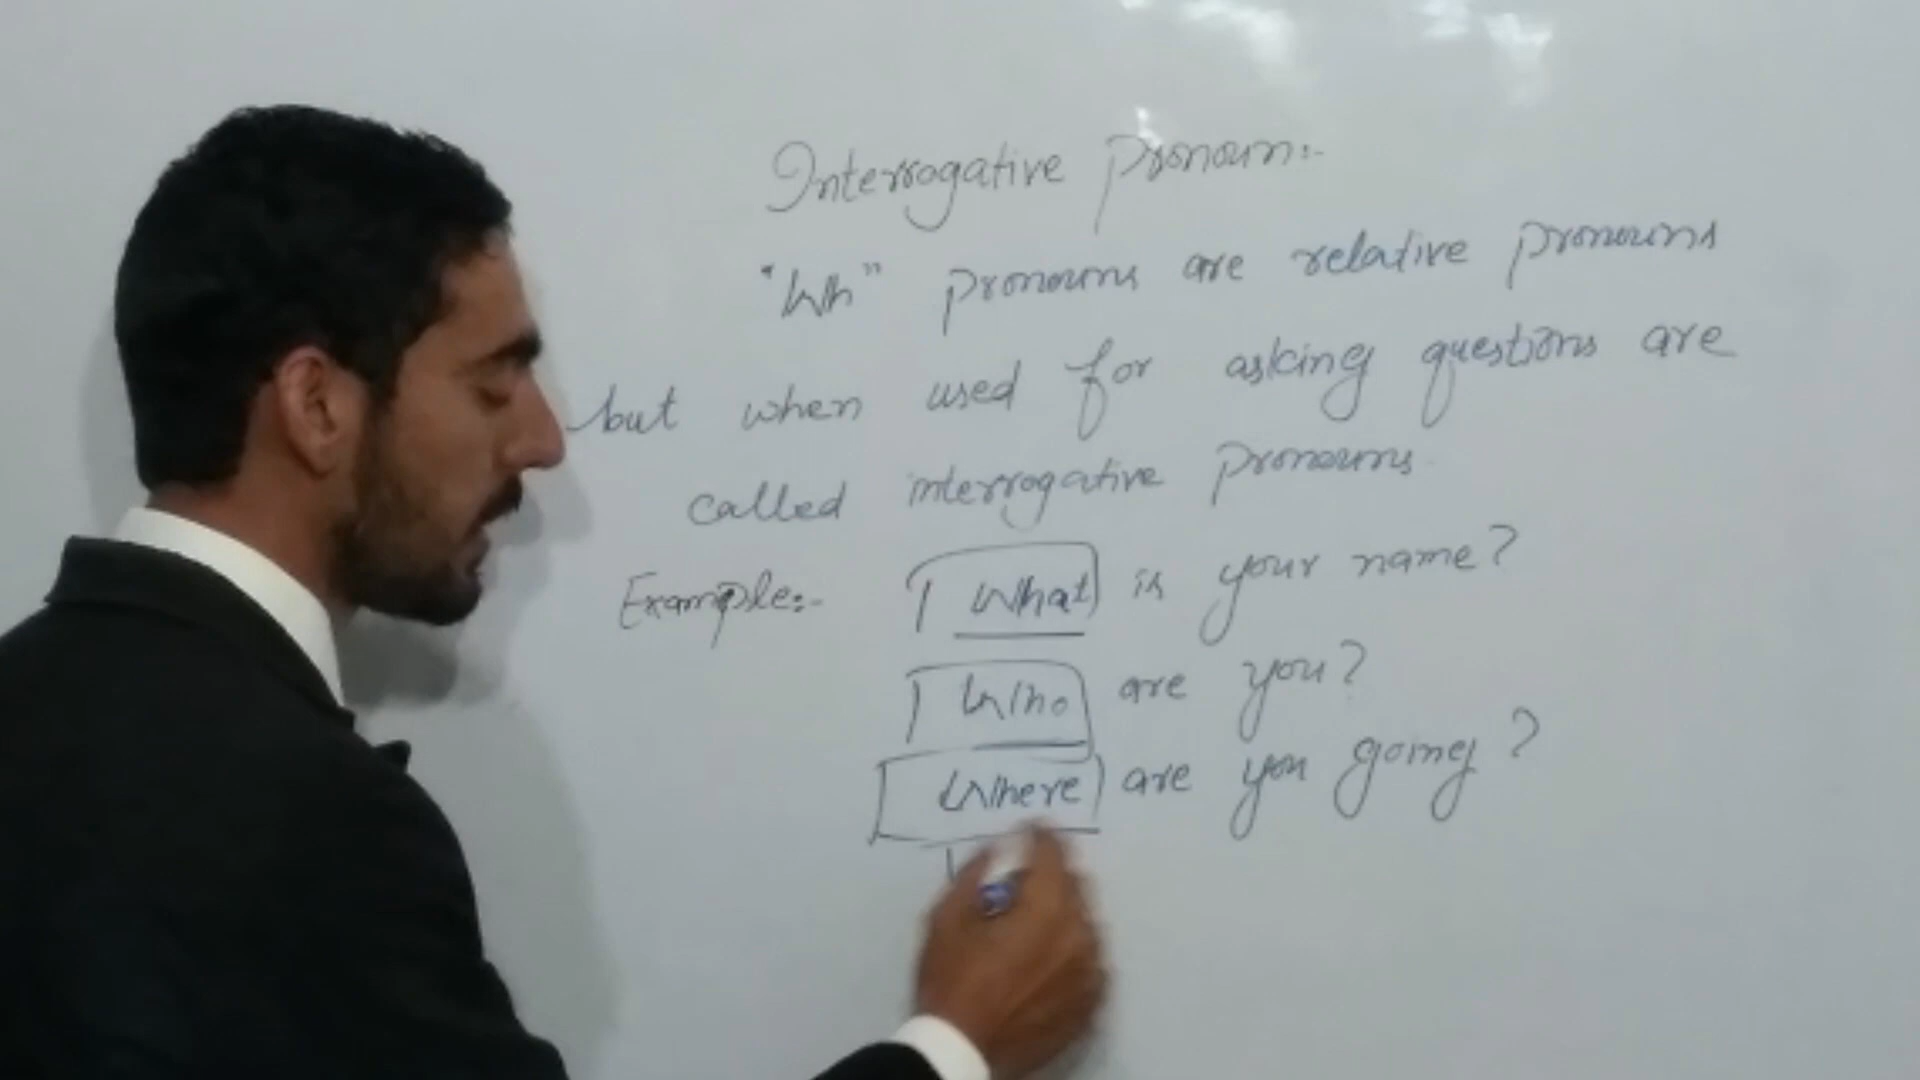 Interrogative Pronoun:-
"Wh" pronouns are relative pronouns
but when used for asking questions are
called interrogative pronouns.
Example:- What is your name?
Who are you?
Where are you going?